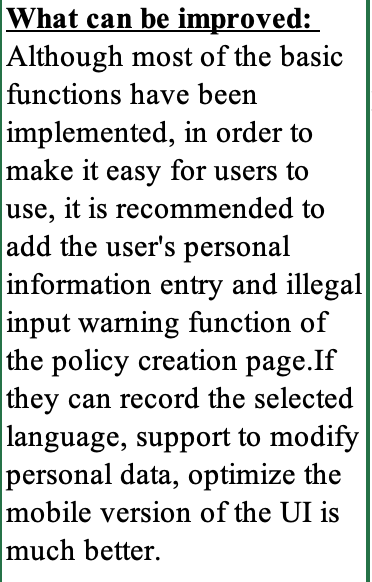 What can be improved:
Although most of the basic
functions have been
implemented, in order to
make it easy for users to
use, it is recommended to
add the user's personal
information entry and illegal
input warning function of
the policy creation page.If
they can record the selected
language, support to modify
personal data, optimize the
mobile version of the UI is
much better.